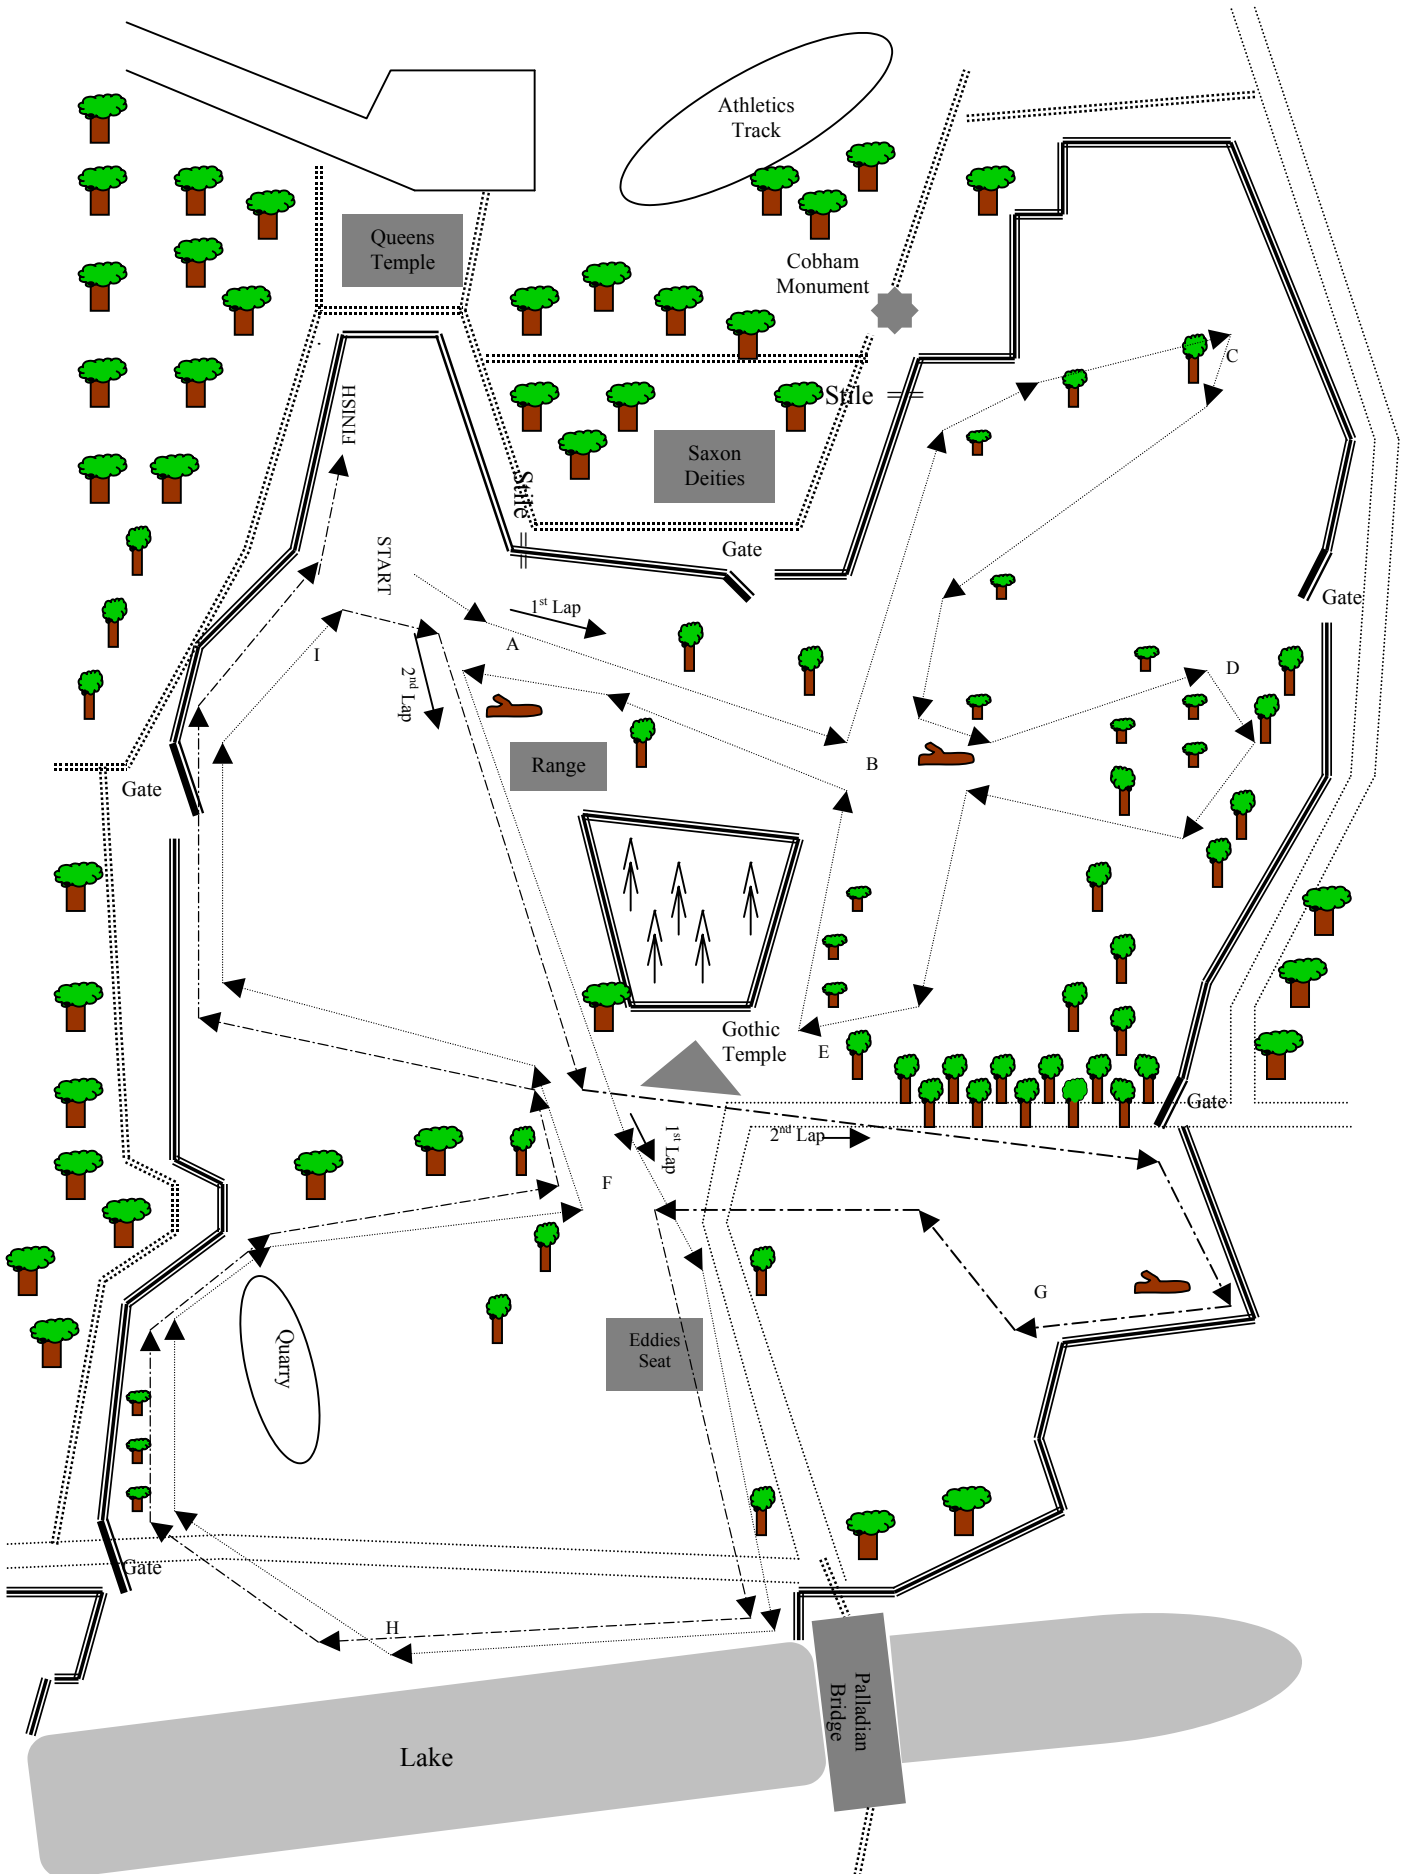 Athletics
Track
Queens
Temple
Cobham
Monument
C
Stile
FINISH
Saxon
Deities
Stile
START
Gate
Gate
1st Lap
A
I
2nd Lap
D
B
Range
Gate
Gothic
Temple
E
Gate
2nd Lap
1st Lap
F
G
Quarry
Eddies
Seat
Gate
H
Palladian
Bridge
Lake